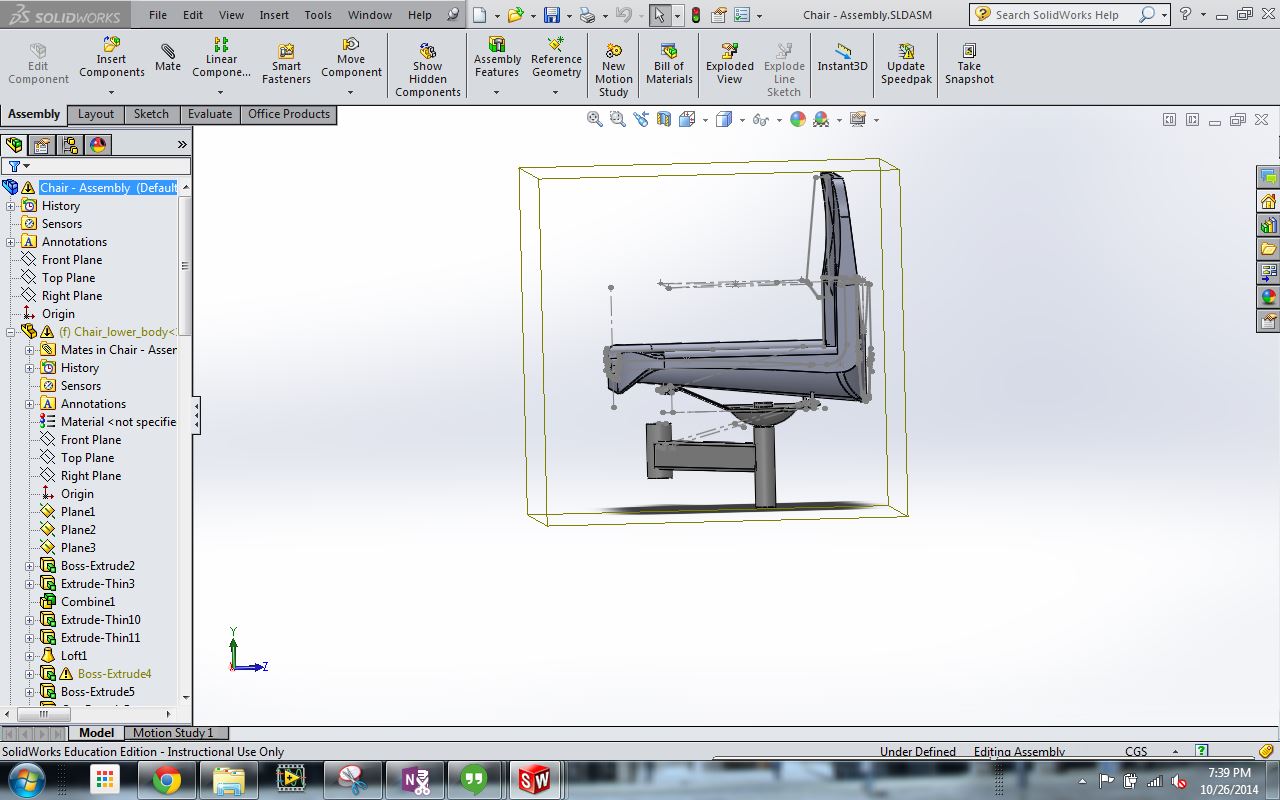 SOLIDWORKS File Edit View Insert Tools Window Help Chair - Assembly.SLDASM Search SolidWorks Help
Edit Component
Insert Components
Mate
Linear Compone...
Smart Fasteners
Move Component
Show Hidden Components
Assembly Features
Reference Geometry
New Motion Study
Bill of Materials
Exploded View
Explode Line Sketch
Instant3D
Update Speedpak
Take Snapshot
Assembly Layout Sketch Evaluate Office Products
Chair - Assembly (Default
History
Sensors
Annotations
Front Plane
Top Plane
Right Plane
Origin
(f) Chair_lower_body<
Mates in Chair - Asser
History
Sensors
Annotations
Material <not specifie
Front Plane
Top Plane
Right Plane
Origin
Plane1
Plane2
Plane3
Boss-Extrude2
Extrude-Thin3
Combine1
Extrude-Thin10
Extrude-Thin11
Loft1
Boss-Extrude4
Boss-Extrude5
Y
Z
Model Motion Study 1
SolidWorks Education Edition - Instructional Use Only Under Defined Editing Assembly CGS
7:39 PM
10/26/2014